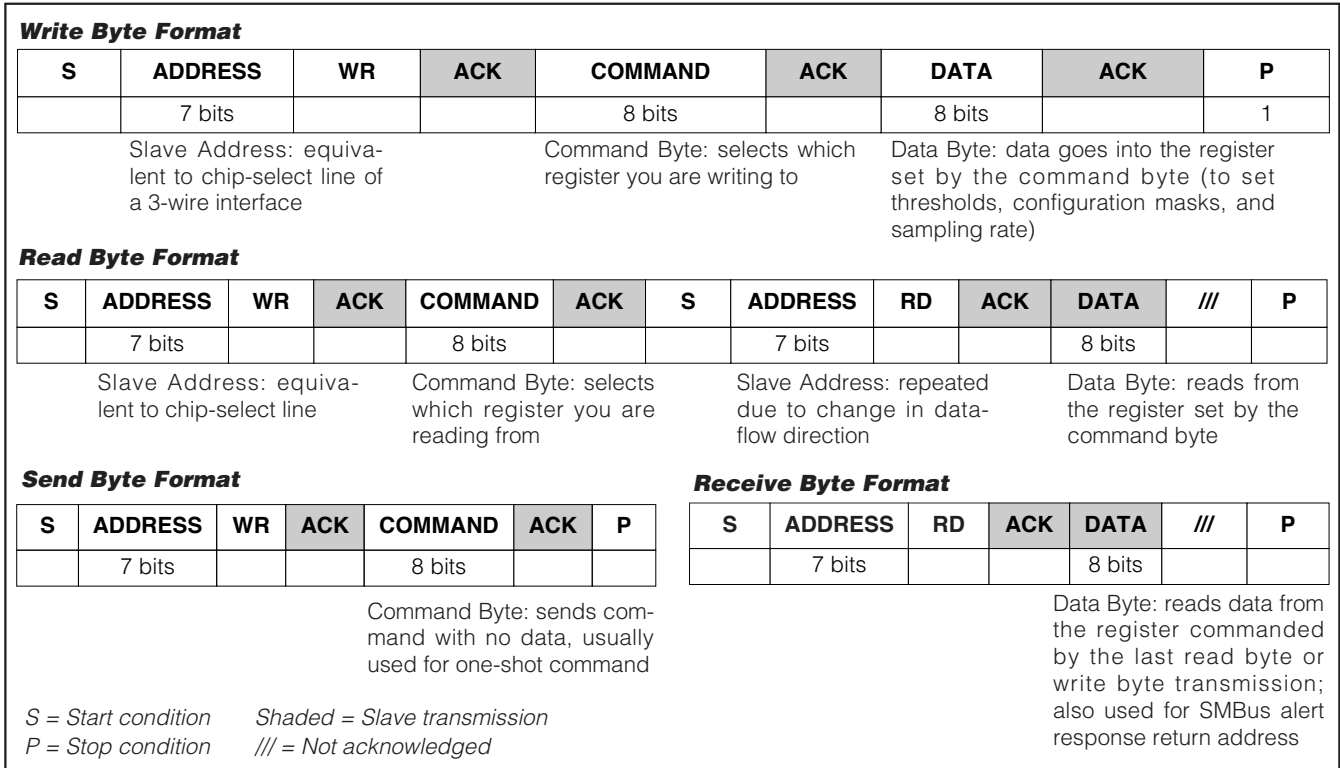 Write Byte Format
S ADDRESS WR ACK COMMAND ACK DATA ACK P
7 bits 8 bits 8 bits 1
Slave Address: equiva-
lent to chip-select line of
a 3-wire interface
Command Byte: selects which
register you are writing to
Data Byte: data goes into the register
set by the command byte (to set
thresholds, configuration masks, and
sampling rate)
Read Byte Format
S ADDRESS WR ACK COMMAND ACK S ADDRESS RD ACK DATA /// P
7 bits 8 bits 7 bits 8 bits
Slave Address: equiva-
lent to chip-select line
Command Byte: selects
which register you are
reading from
Slave Address: repeated
due to change in data-
flow direction
Data Byte: reads from
the register set by the
command byte
Send Byte Format
S ADDRESS WR ACK COMMAND ACK P
7 bits 8 bits
Command Byte: sends com-
mand with no data, usually
used for one-shot command
Receive Byte Format
S ADDRESS RD ACK DATA /// P
7 bits 8 bits
Data Byte: reads data from
the register commanded
by the last read byte or
write byte transmission;
also used for SMBus alert
response return address
S = Start condition Shaded = Slave transmission
P = Stop condition /// = Not acknowledged